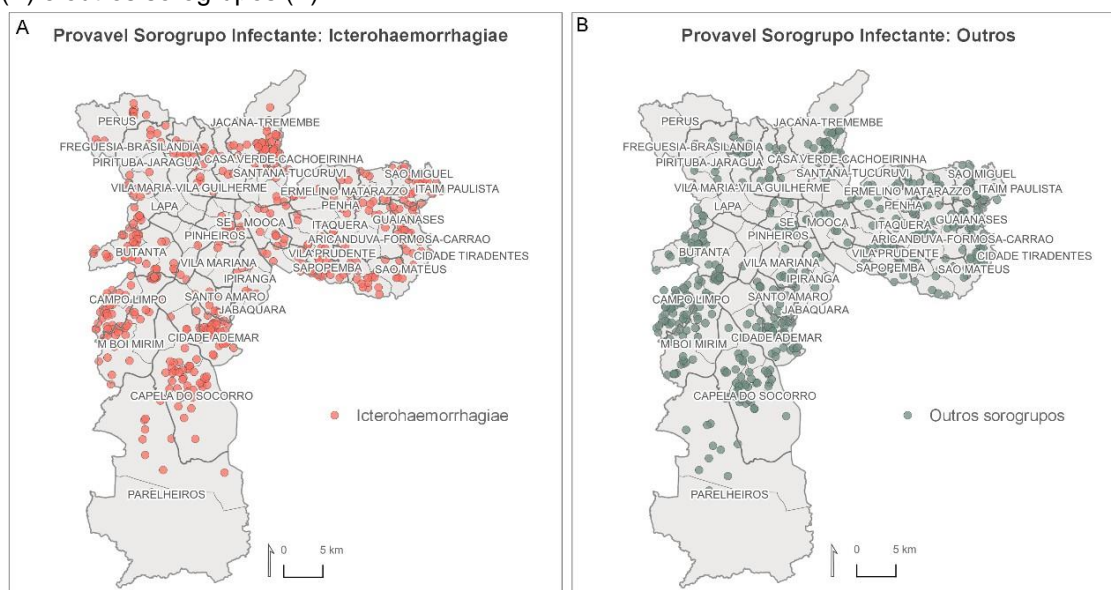 A
Provavel Sorogrupo Infectante: Icterohaemorrhagiae
PERUS
JACANA-TREMEMBE
FREGUESIA-BRASILANDIA
CASA VERDE-CACHOEIRINHA
PIRITUBA-JARAGUA
SANTANA-TUCURUVI
SAO MIGUEL
VILA MARIA-VILA GUILHERME
ERMELINO MATARAZZO
ITAIM PAULISTA
LAPA
PENHA
SE
MOOCA
ITAQUERA
GUAIANASES
PINHEIROS
ARICANDUVA-FORMOSA-CARRAO
BUTANTA
VILA PRUDENTE
CIDADE TIRADENTES
VILA MARIANA
SAPOPEMBA
SAO MATEUS
IPIRANGA
CAMPO LIMPO
SANTO AMARO
JABAQUARA
M BOI MIRIM
CIDADE ADEMAR
CAPELA DO SOCORRO
Icterohaemorrhagiae
PARELHEIROS
0 5 km
B
Provavel Sorogrupo Infectante: Outros
PERUS
JACANA-TREMEMBE
FREGUESIA-BRASILANDIA
CASA VERDE-CACHOEIRINHA
PIRITUBA-JARAGUA
SANTANA-TUCURUVI
SAO MIGUEL
VILA MARIA-VILA GUILHERME
ERMELINO MATARAZZO
ITAIM PAULISTA
LAPA
PENHA
SE
MOOCA
ITAQUERA
GUAIANASES
PINHEIROS
ARICANDUVA-FORMOSA-CARRAO
BUTANTA
VILA PRUDENTE
CIDADE TIRADENTES
VILA MARIANA
SAPOPEMBA
SAO MATEUS
IPIRANGA
CAMPO LIMPO
SANTO AMARO
JABAQUARA
M BOI MIRIM
CIDADE ADEMAR
CAPELA DO SOCORRO
Outros sorogrupos
PARELHEIROS
0 5 km